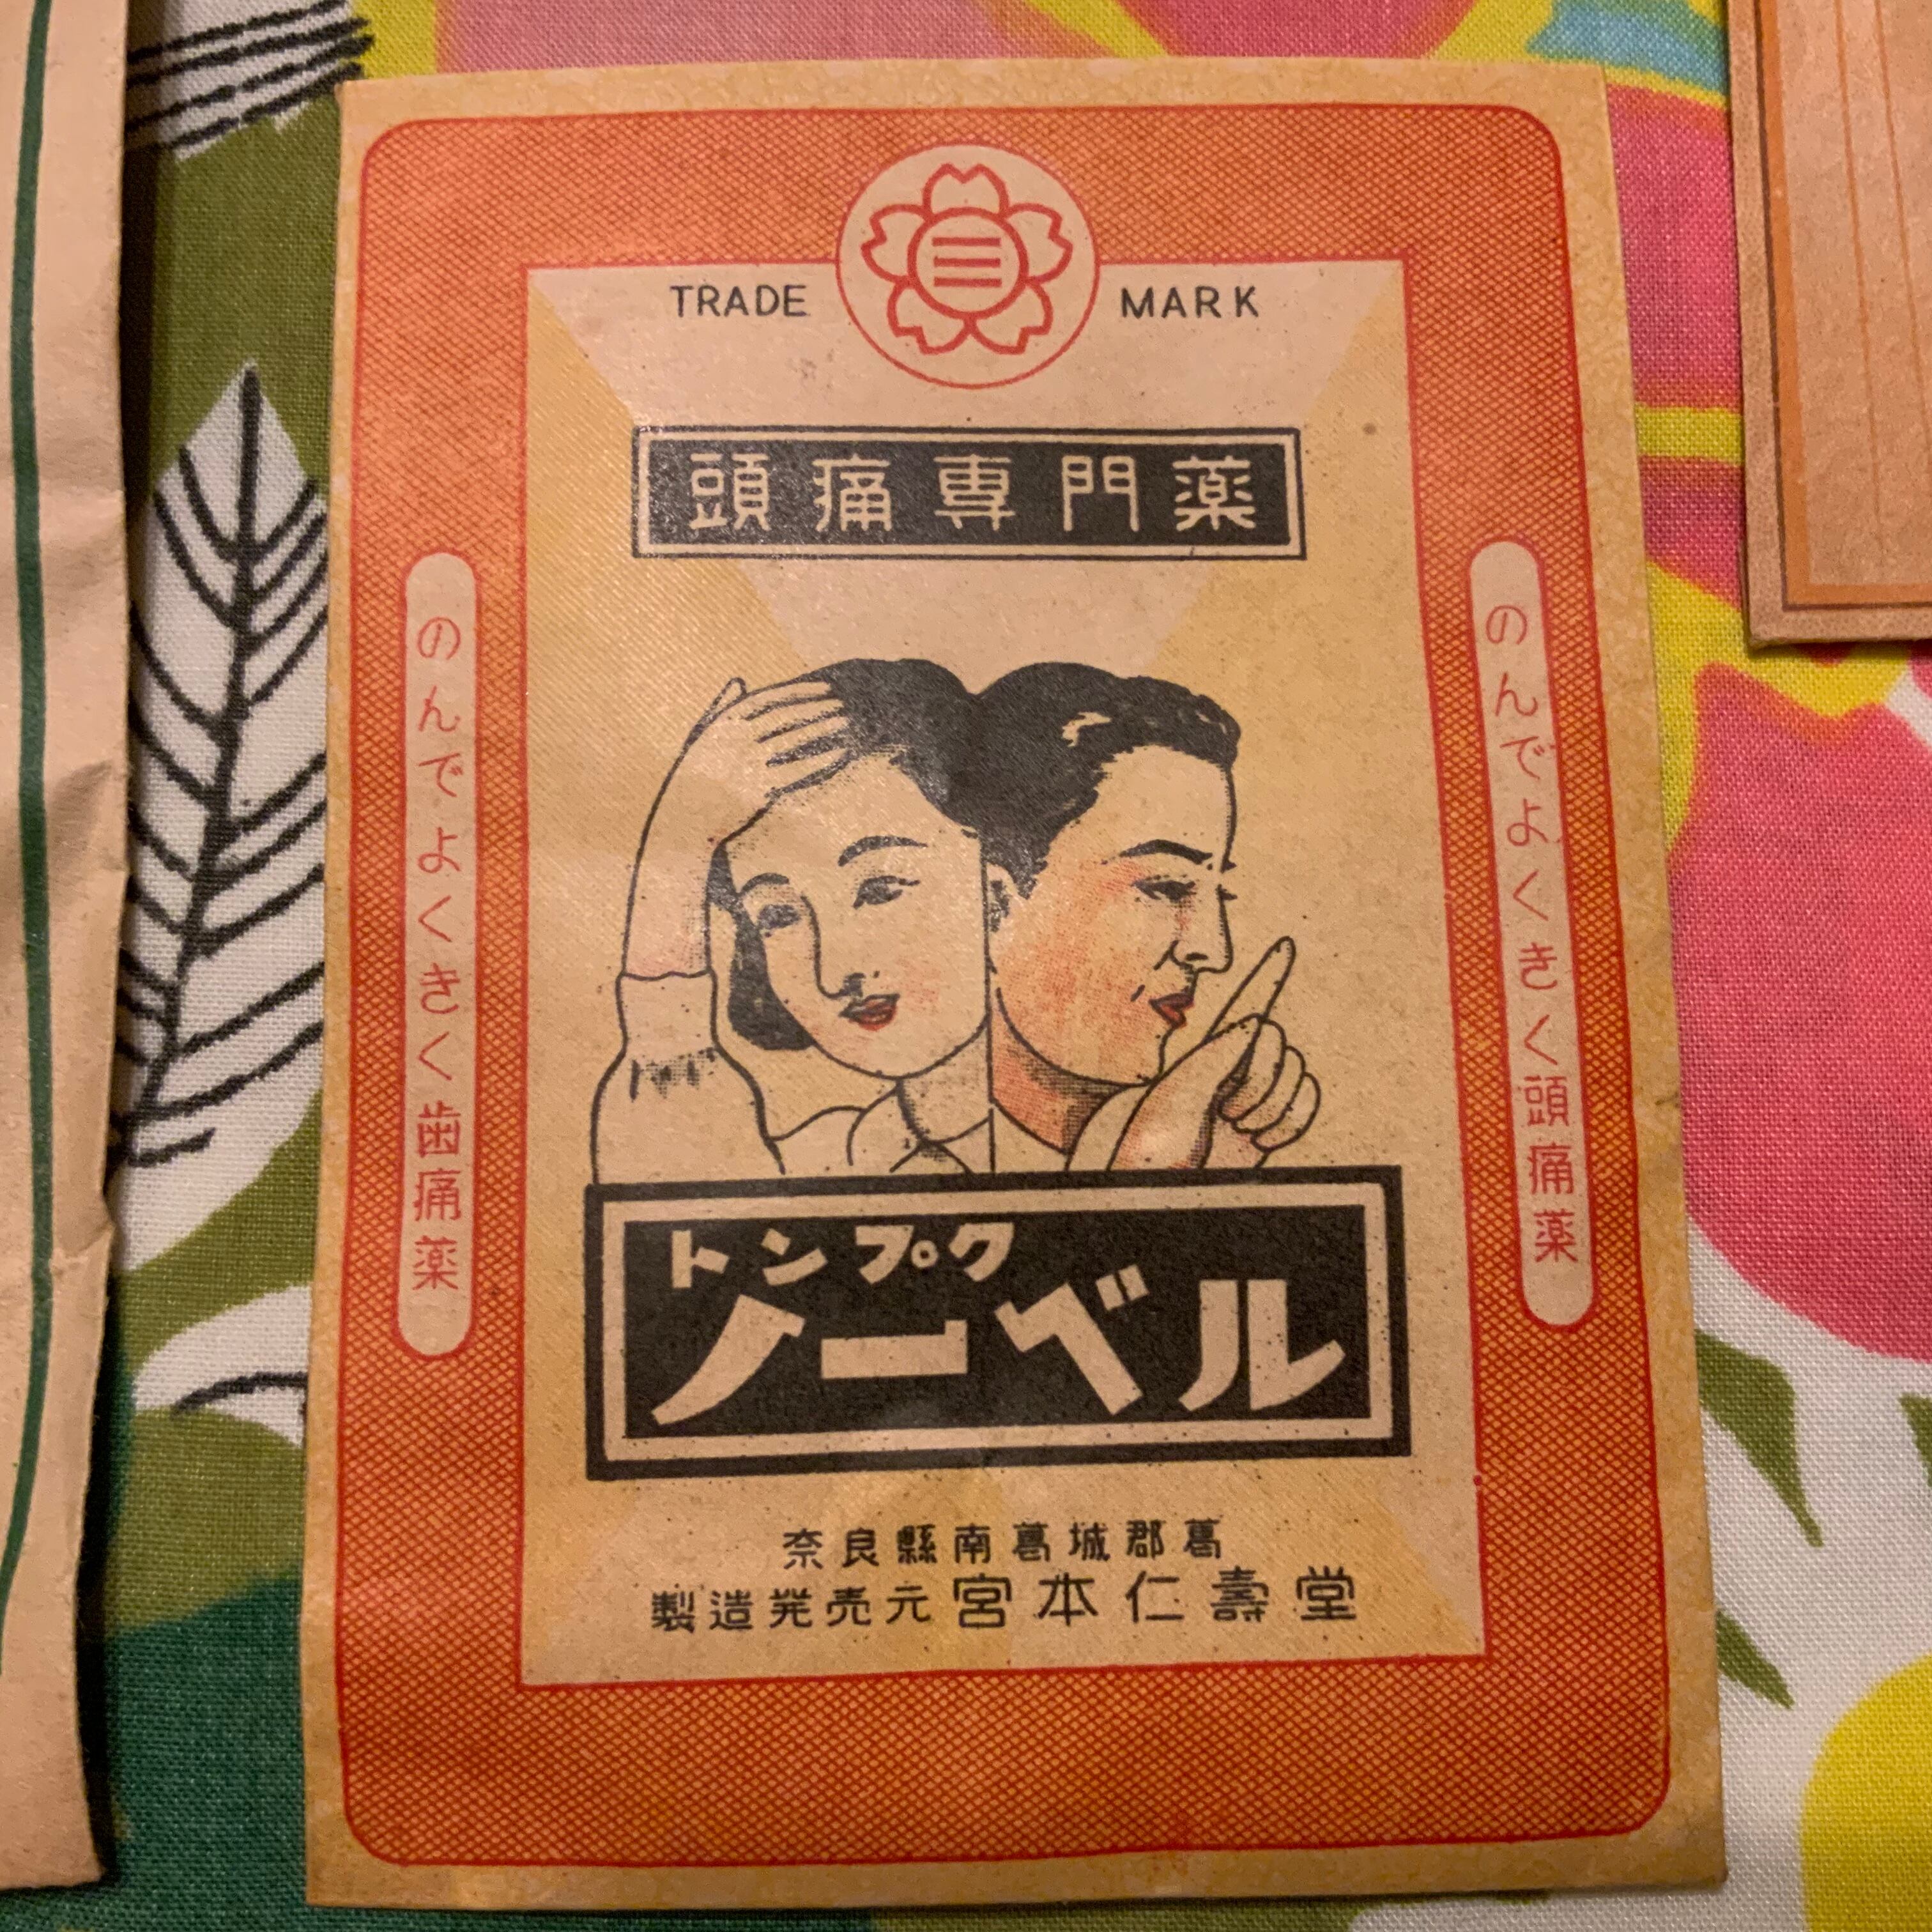 TRADE MARK
三
頭痛専門薬
のんでよくきく歯痛薬
のんでよくきく頭痛薬
トンプク
ノーベル
奈良縣南葛城郡葛
製造発売元 宮本仁壽堂